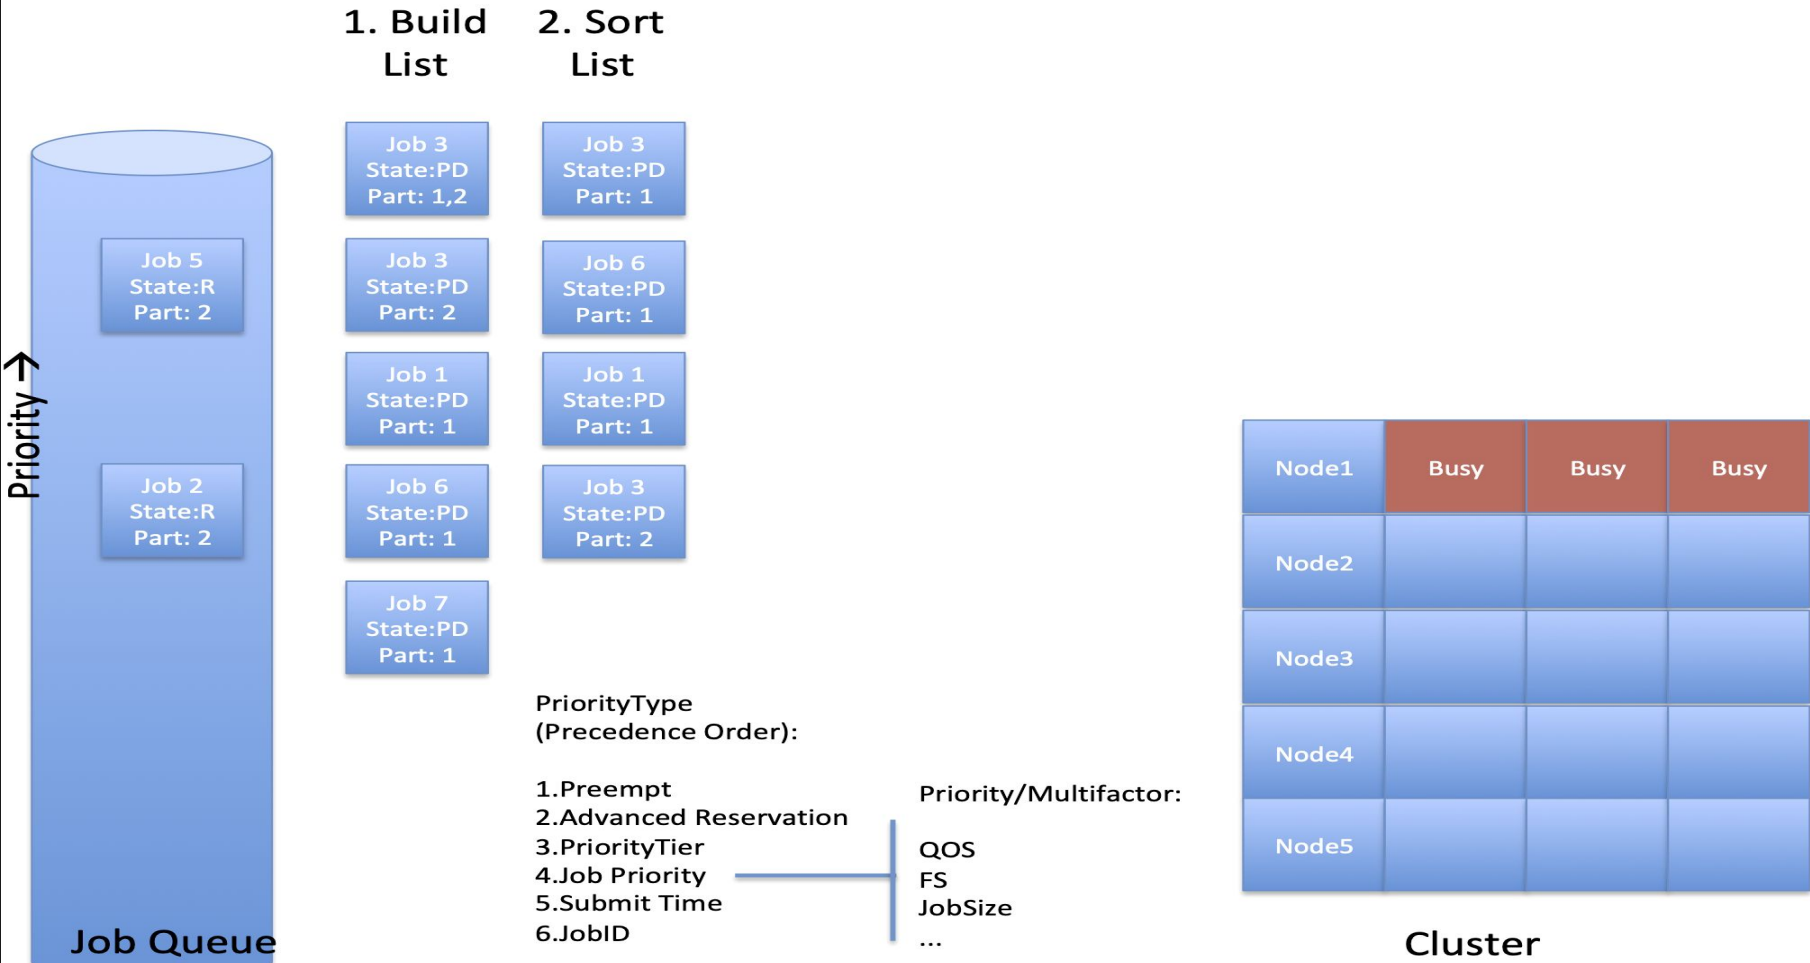 1. Build
List
2. Sort
List
Job 3
State:PD
Part: 1,2
Job 3
State:PD
Part: 1
Job 5
State:R
Part: 2
Job 3
State:PD
Part: 2
Job 6
State:PD
Part: 1
Priority →
Job 1
State:PD
Part: 1
Job 1
State:PD
Part: 1
Job 2
State:R
Part: 2
Job 6
State:PD
Part: 1
Job 3
State:PD
Part: 2
Job 7
State:PD
Part: 1
Job Queue
PriorityType
(Precedence Order):
1.Preempt
2.Advanced Reservation
3.PriorityTier
4.Job Priority
5.Submit Time
6.JobID
Priority/Multifactor:
QOS
FS
JobSize
...
Node1 Busy Busy Busy
Node2
Node3
Node4
Node5
Cluster